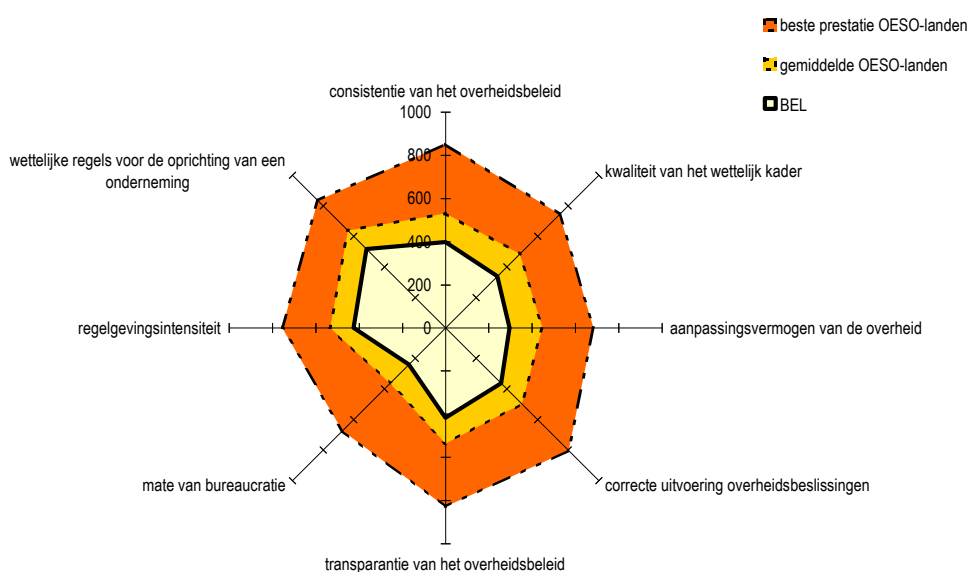 beste prestatie OESO-landen
gemiddelde OESO-landen
BEL
consistentie van het overheidsbeleid
1000
800
600
400
200
0
wettelijke regels voor de oprichting van een
onderneming
kwaliteit van het wettelijk kader
regelgevingsintensiteit
aanpassingsvermogen van de overheid
mate van bureaucratie
correcte uitvoering overheidsbeslissingen
transparantie van het overheidsbeleid